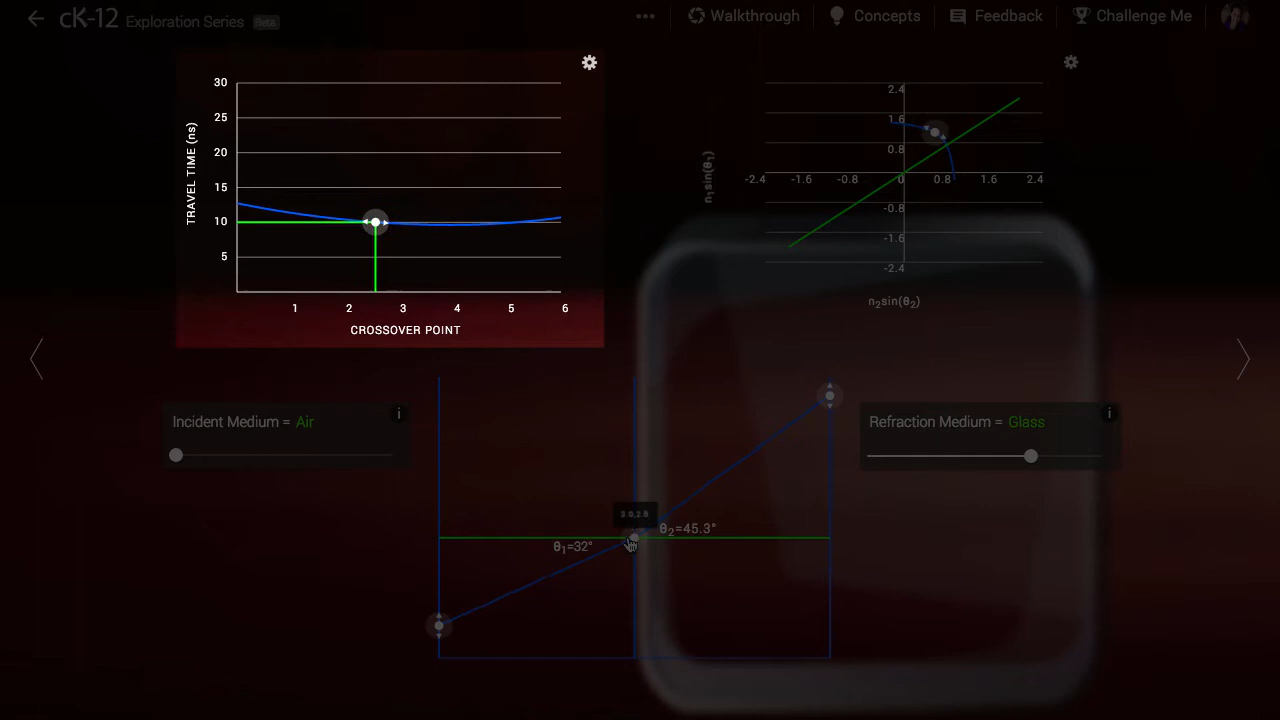 cK-12 Exploration Series Beta
••• Walkthrough Concepts Feedback Challenge Me
30
25
20
15
10
5
TRAVEL TIME (ns)
1 2 3 4 5 6
CROSSOVER POINT
2.4
1.6
0.8
-2.4 -1.6 -0.8 0 0.8 1.6 2.4
-0.8
-1.6
-2.4
n₁sin(θ₁)
n₂sin(θ₂)
Incident Medium = Air
i
Refraction Medium = Glass
i
θ₂=45.3°
θ₁=32°